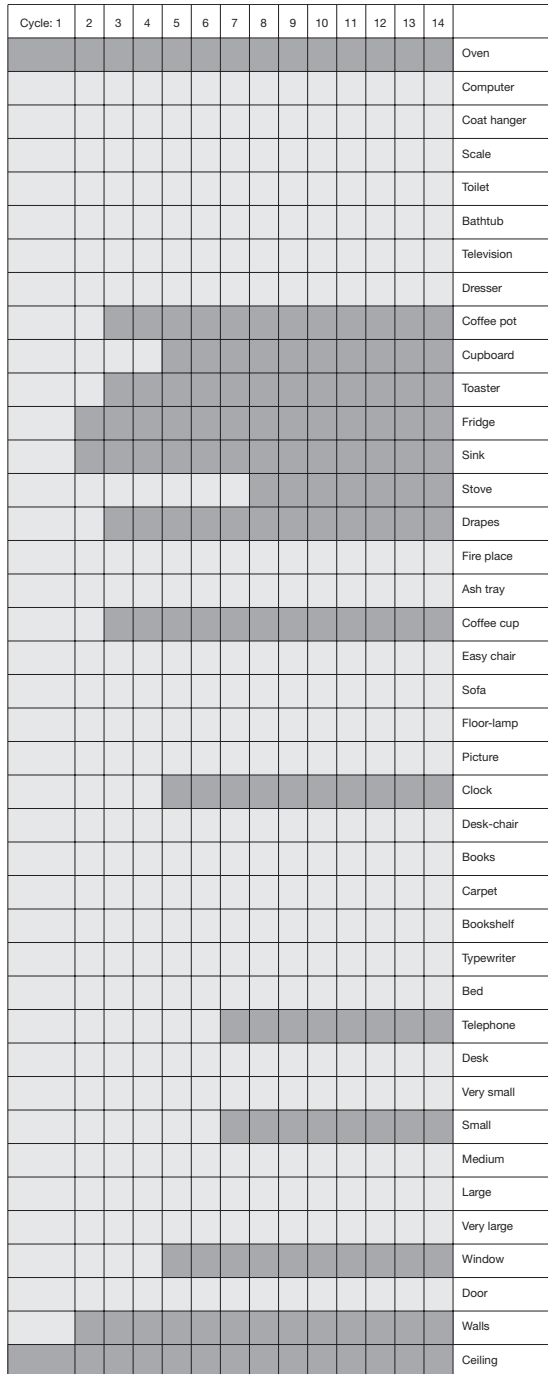 Cycle: 1 2 3 4 5 6 7 8 9 10 11 12 13 14
Oven
Computer
Coat hanger
Scale
Toilet
Bathtub
Television
Dresser
Coffee pot
Cupboard
Toaster
Fridge
Sink
Stove
Drapes
Fire place
Ash tray
Coffee cup
Easy chair
Sofa
Floor-lamp
Picture
Clock
Desk-chair
Books
Carpet
Bookshelf
Typewriter
Bed
Telephone
Desk
Very small
Small
Medium
Large
Very large
Window
Door
Walls
Ceiling